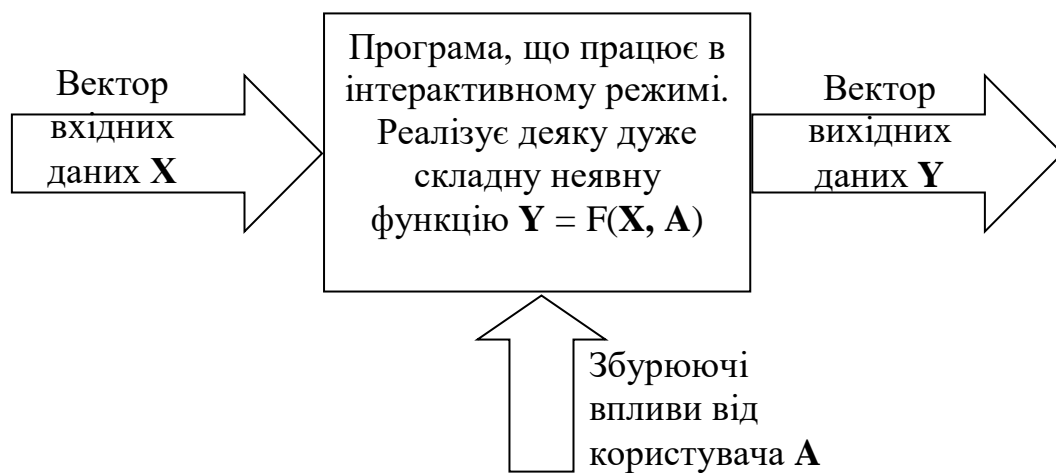 Вектор
вхідних
даних X
Програма, що працює в
інтерактивному режимі.
Реалізує деяку дуже
складну неявну
функцію Y = F(X, A)
Вектор
вихідних
даних Y
Збурюючі
впливи від
користувача A